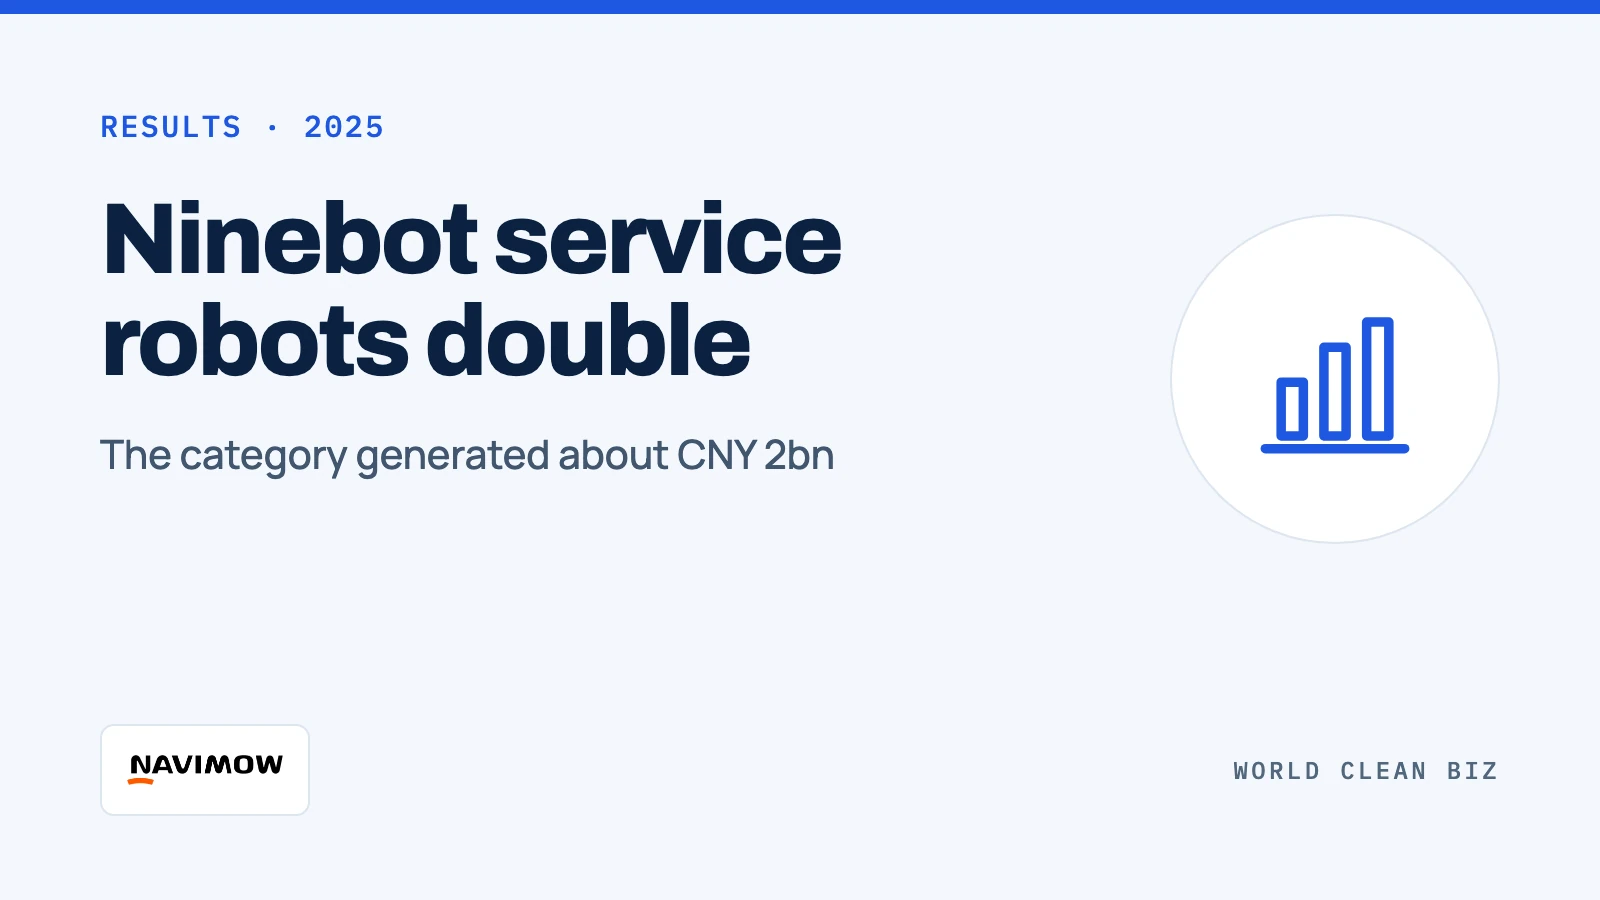 RESULTS · 2025
Ninebot service
robots double
The category generated about CNY 2bn
NAVIMOW
WORLD CLEAN BIZ